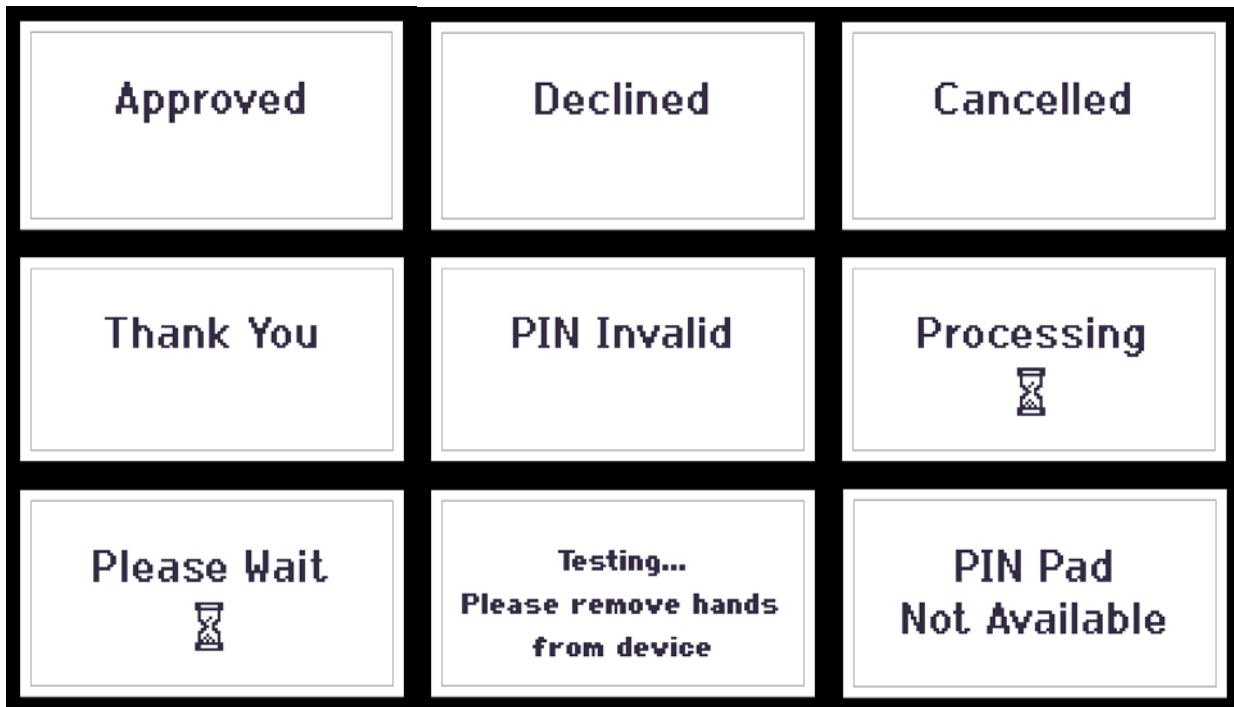 Approved
Declined
Cancelled
Thank You
PIN Invalid
Processing
Please Wait
Testing...
Please remove hands
from device
PIN Pad
Not Available